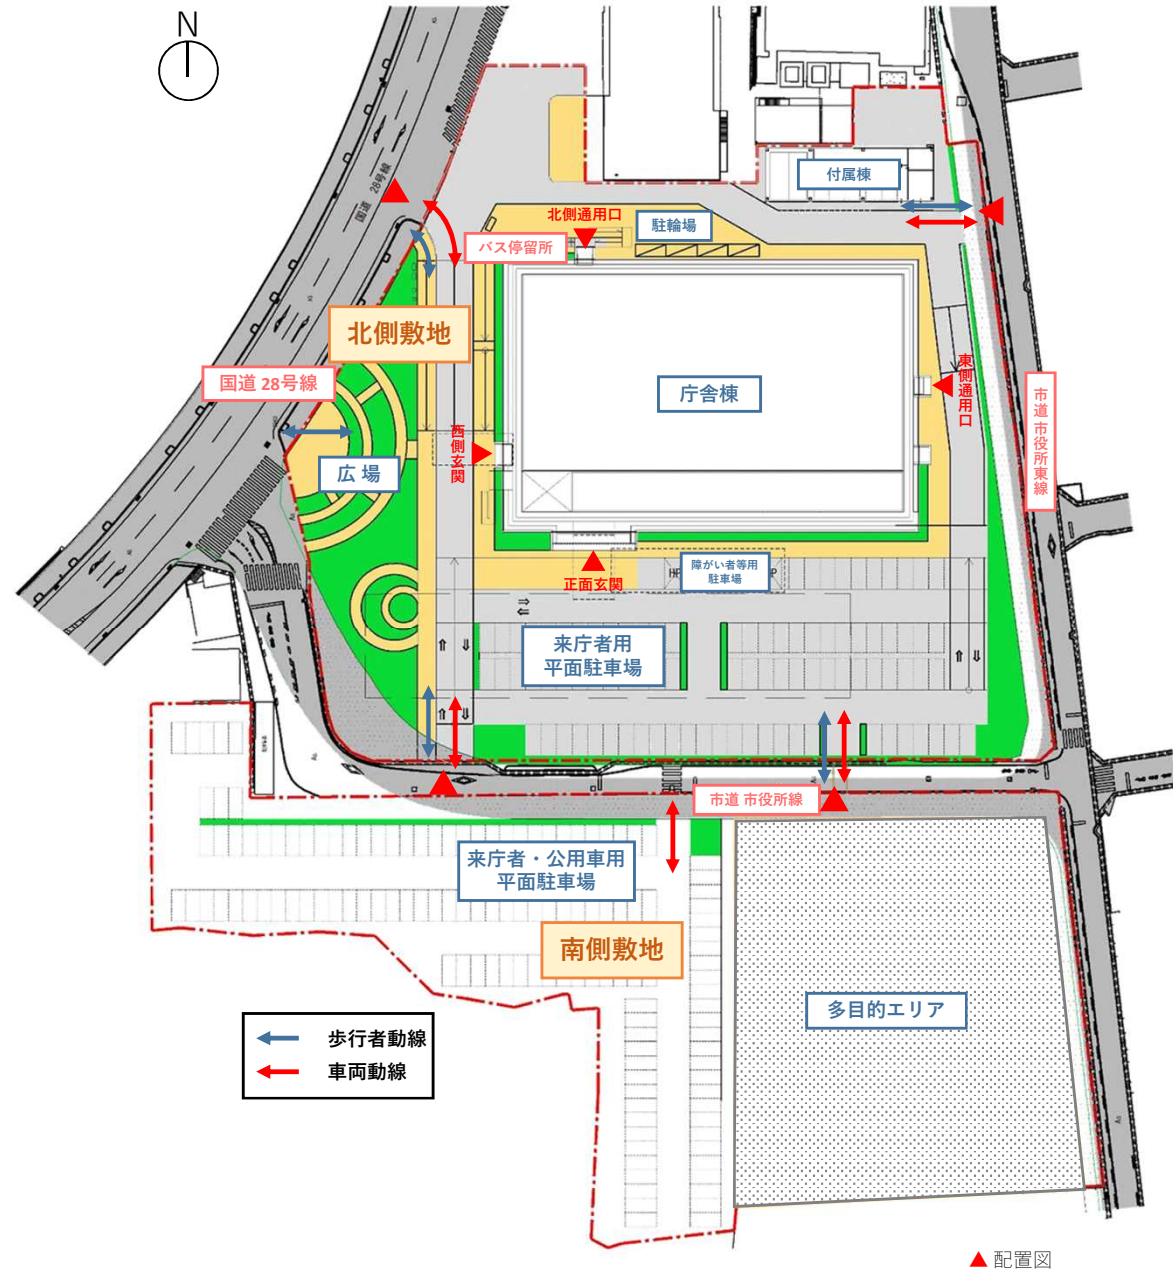 N
国道 28号線
付属棟
北側通用口
駐輪場
バス停留所
北側敷地
国道 28号線
庁舎棟
東側通用口
市道 市役所東線
西側玄関
広 場
正面玄関
障がい者等用
駐車場
来庁者用
平面駐車場
市道 市役所線
来庁者・公用車用
平面駐車場
南側敷地
多目的エリア
歩行者動線
車両動線
▲ 配置図